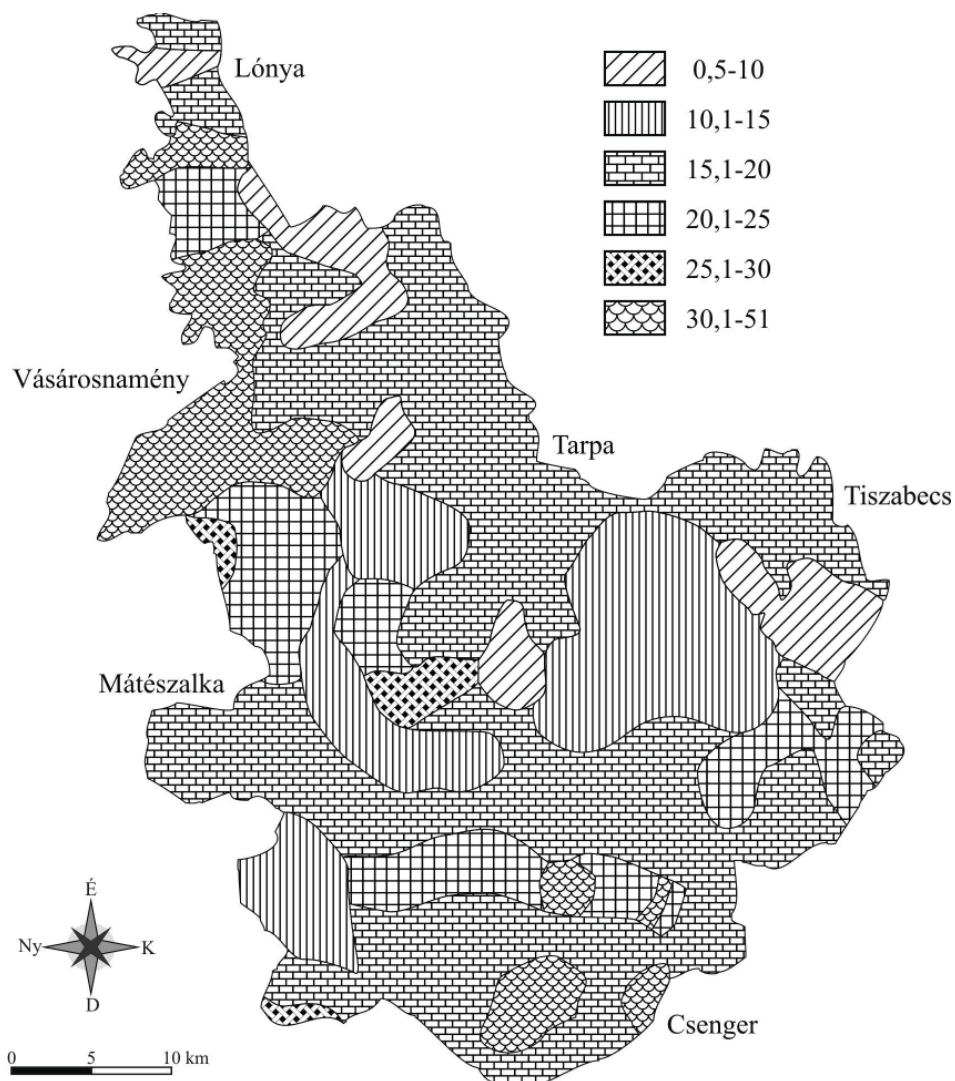 Lónya
0,5-10
10,1-15
15,1-20
20,1-25
25,1-30
30,1-51
Vásárosnamény
Tarpa
Tiszabecs
Mátészalka
É
Ny
K
D
Csenger
0 5 10 km